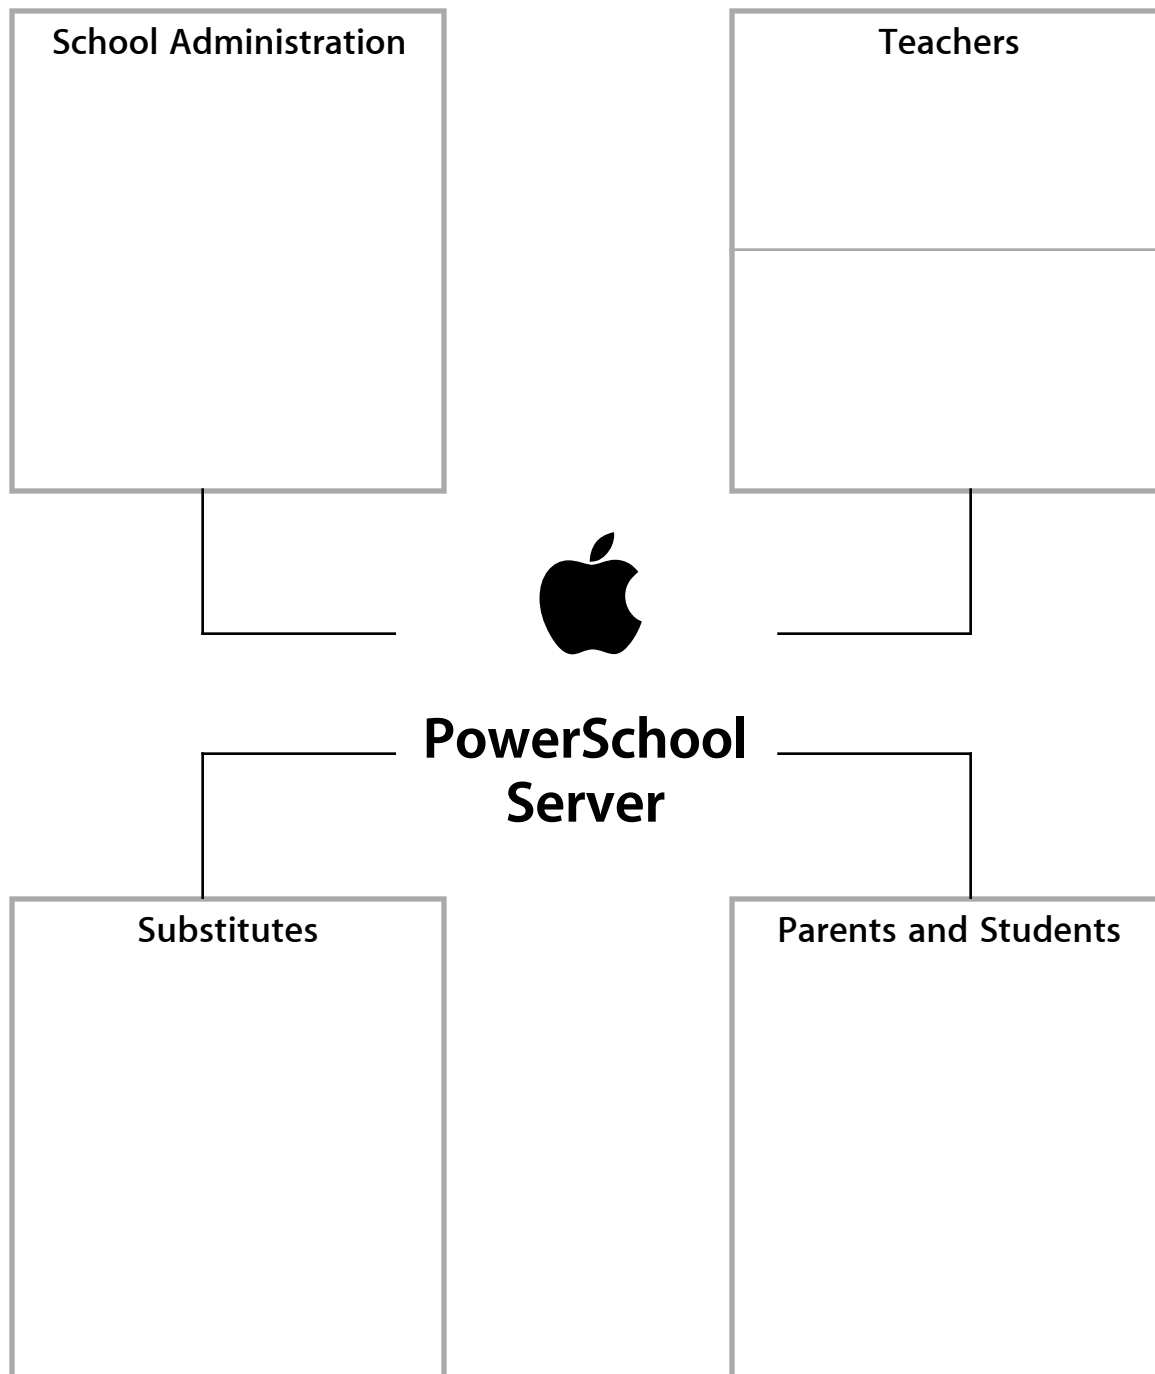 School Administration
Teachers
PowerSchool
Server
Substitutes
Parents and Students